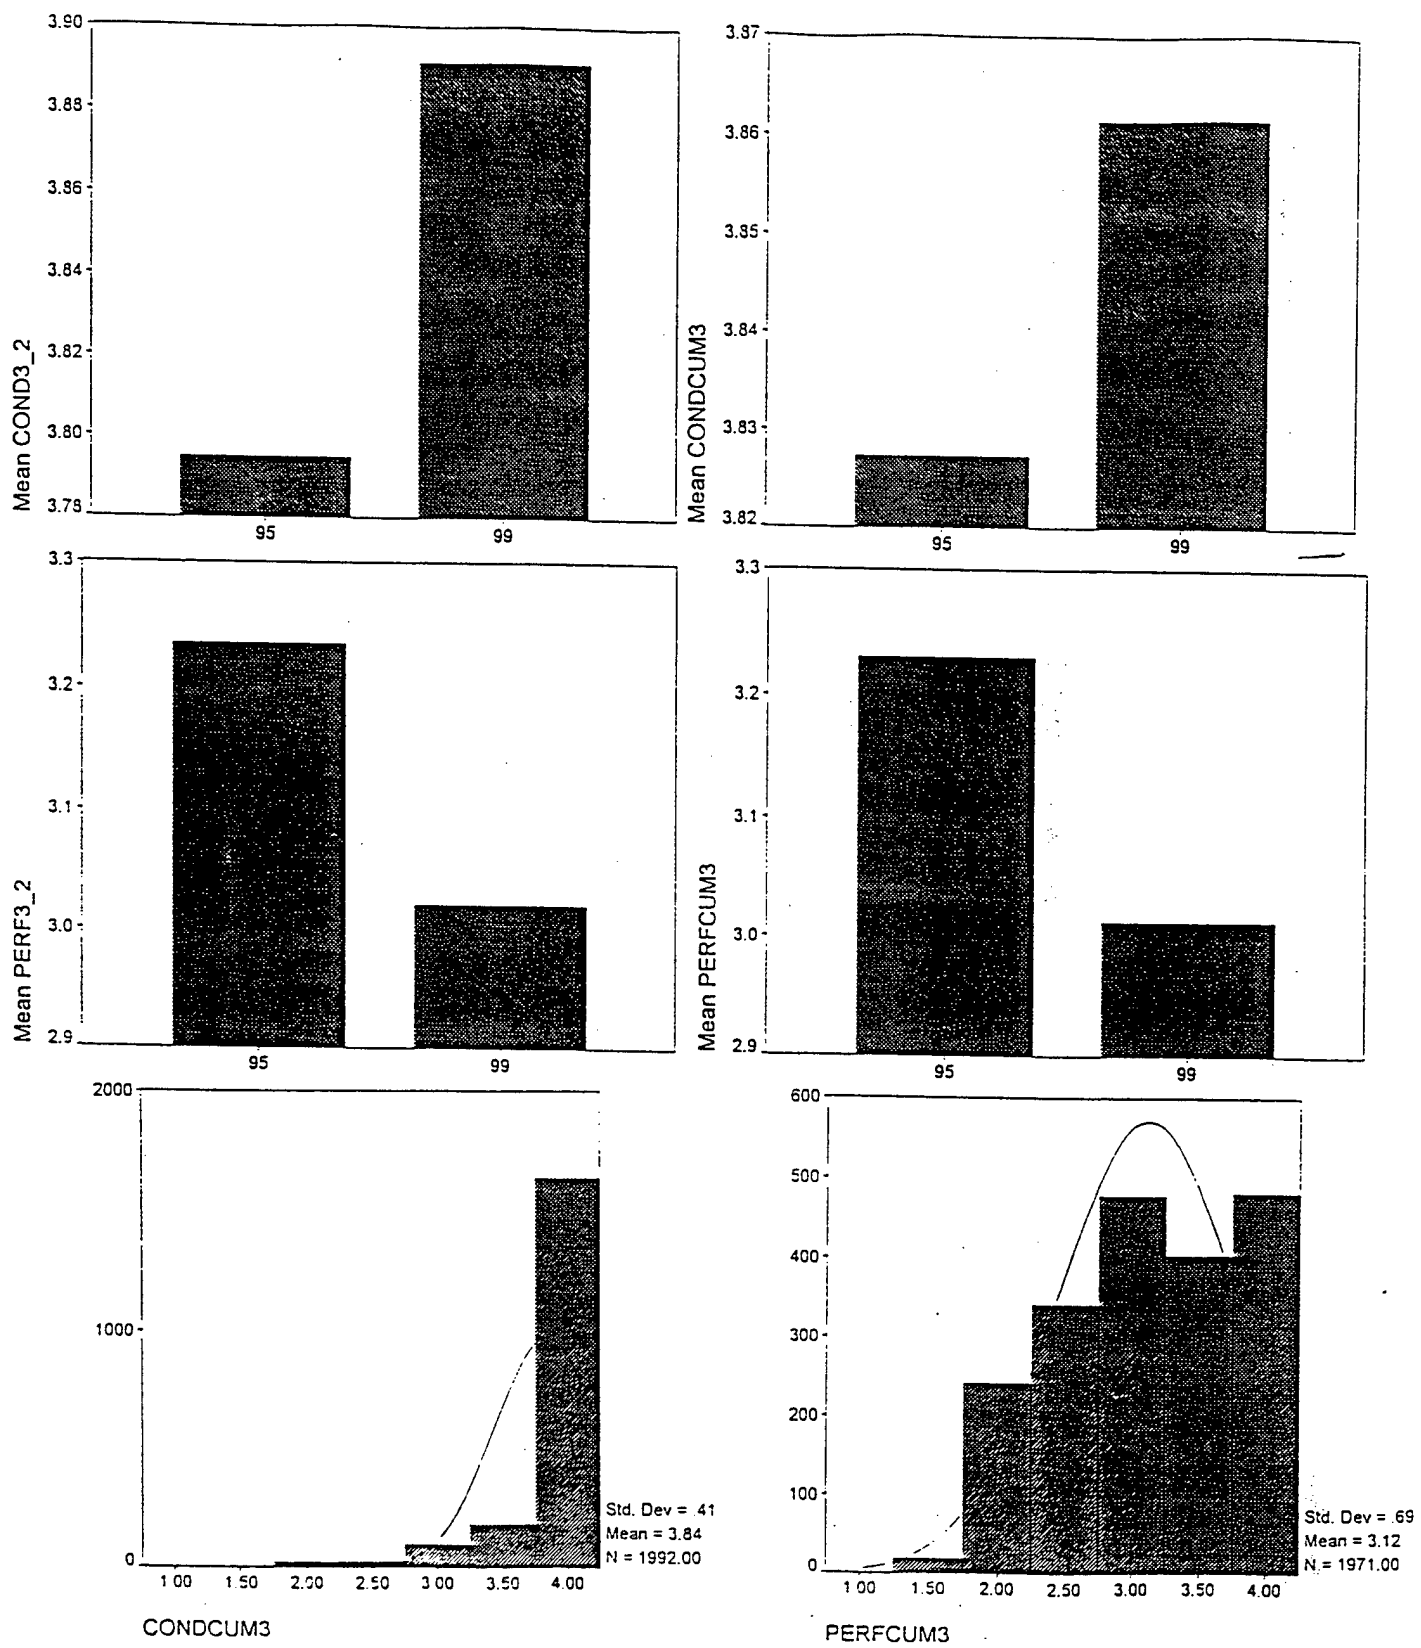 3.90
3.88
3.86
3.84
3.82
3.80
3.78
Mean COND3_2
95
99
3.87
3.86
3.85
3.84
3.83
3.82
Mean CONDCUM3
95
99
3.3
3.2
3.1
3.0
2.9
Mean PERF3_2
95
99
3.3
3.2
3.1
3.0
2.9
Mean PERFCUM3
95
99
2000
1000
0
1.00 1.50 2.00 2.50 3.00 3.50 4.00
Std. Dev = .41
Mean = 3.84
N = 1992.00
CONDCUM3
600
500
400
300
200
100
0
1.00 1.50 2.00 2.50 3.00 3.50 4.00
Std. Dev = .69
Mean = 3.12
N = 1971.00
PERFCUM3